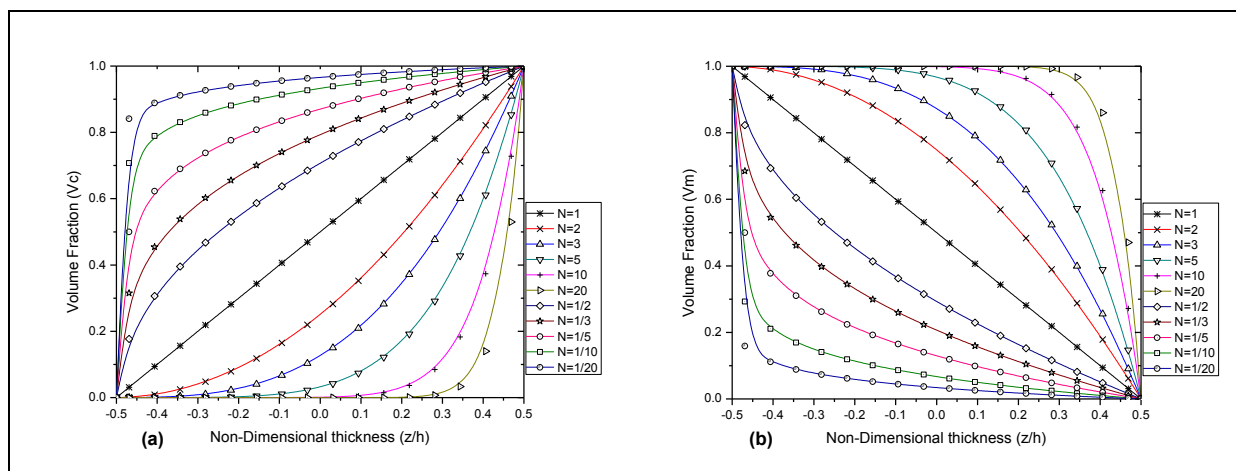 1.0
0.8
0.6
0.4
0.2
0.0
Volume Fraction (Vc)
-0.5 -0.4 -0.3 -0.2 -0.1 0.0 0.1 0.2 0.3 0.4 0.5
(a)
Non-Dimensional thickness (z/h)
N=1
N=2
N=3
N=5
N=10
N=20
N=1/2
N=1/3
N=1/5
N=1/10
N=1/20
1.0
0.8
0.6
0.4
0.2
0.0
Volume Fraction (Vm)
-0.5 -0.4 -0.3 -0.2 -0.1 0.0 0.1 0.2 0.3 0.4 0.5
(b)
Non-Dimensional thickness (z/h)
N=1
N=2
N=3
N=5
N=10
N=20
N=1/2
N=1/3
N=1/5
N=1/10
N=1/20